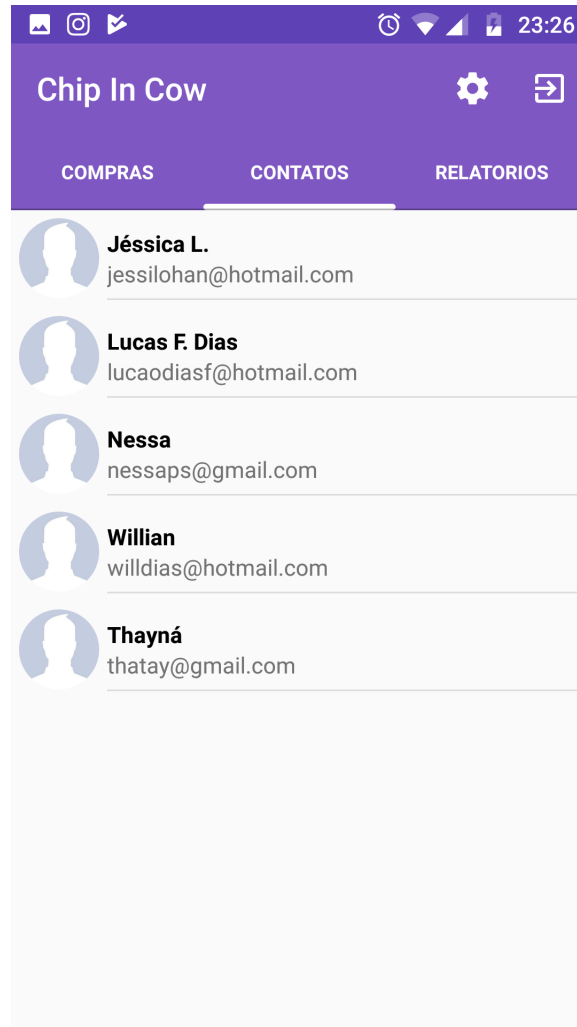 23:26
Chip In Cow
COMPRAS CONTATOS RELATORIOS
Jéssica L.
jessilohan@hotmail.com
Lucas F. Dias
lucaodiasf@hotmail.com
Nessa
nessaps@gmail.com
Willian
willdias@hotmail.com
Thayná
thatay@gmail.com